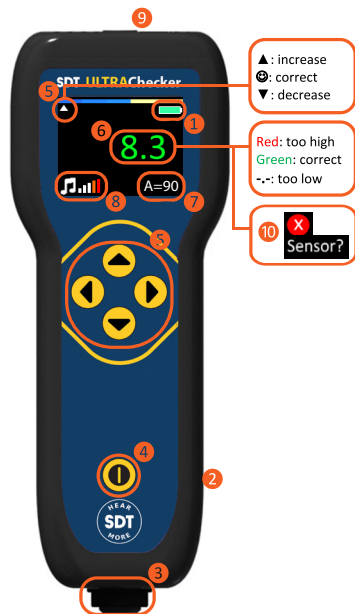 9
SDT ULTRAChecker
5
▲: increase
: correct
▼: decrease
1
6
8.3
Red: too high
Green: correct
-.-: too low
A=90
8
7
10
X
Sensor?
5
4
2
HEAR
SDT
MORE
3